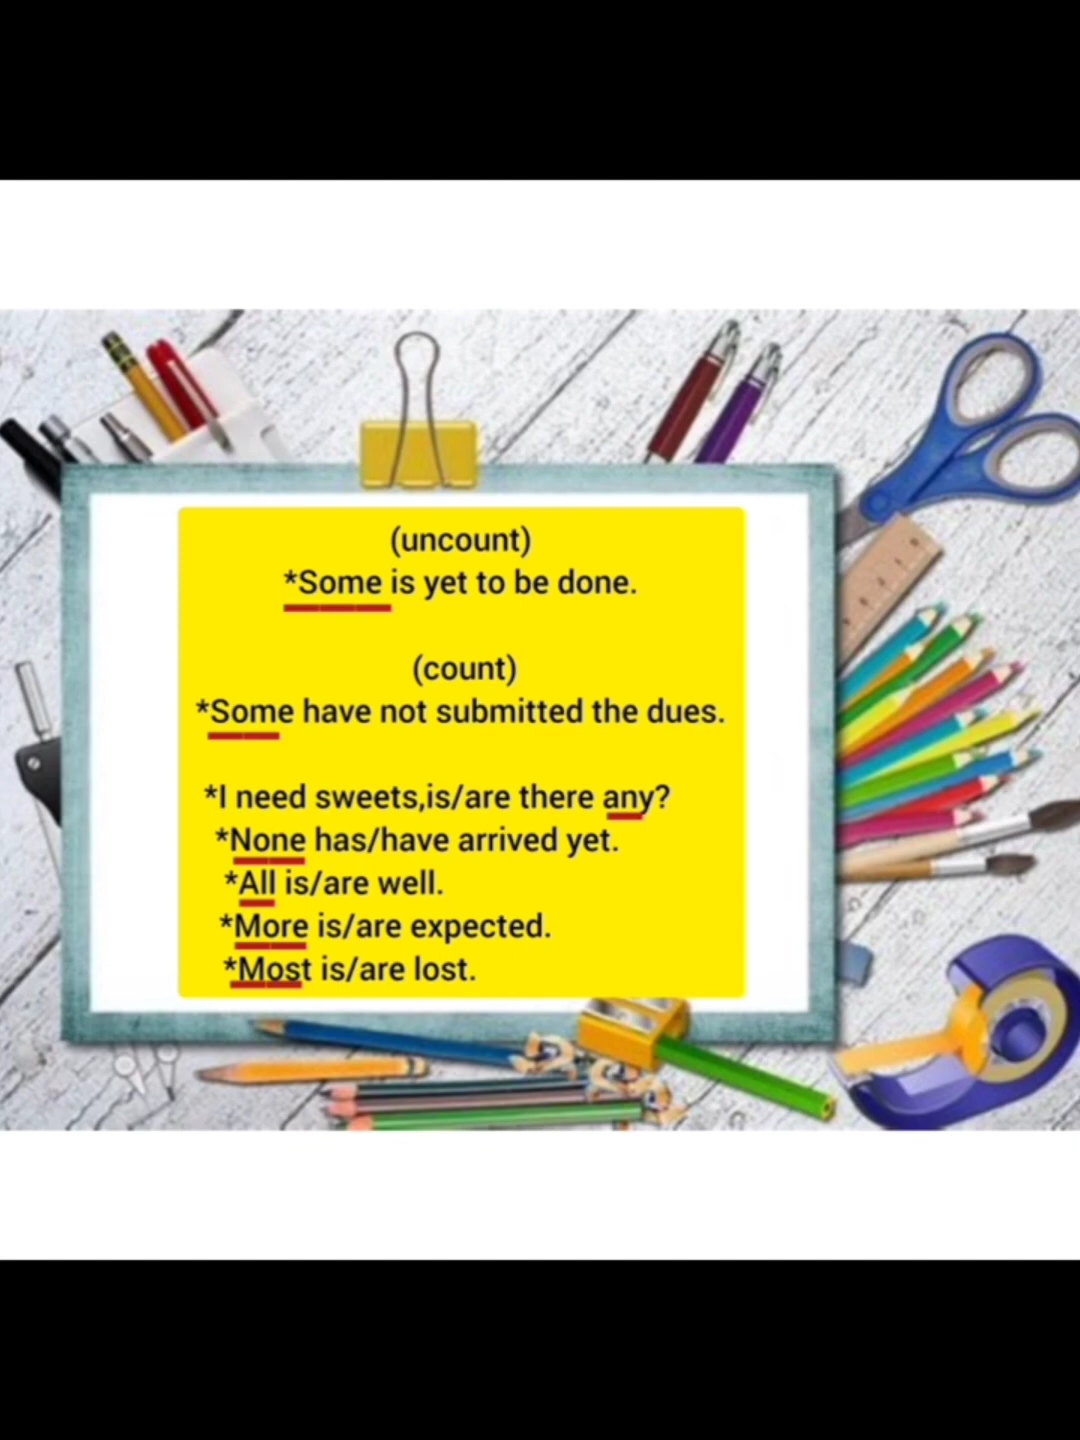 (uncount)
*Some is yet to be done.
(count)
*Some have not submitted the dues.
*I need sweets,is/are there any?
*None has/have arrived yet.
*All is/are well.
*More is/are expected.
*Most is/are lost.